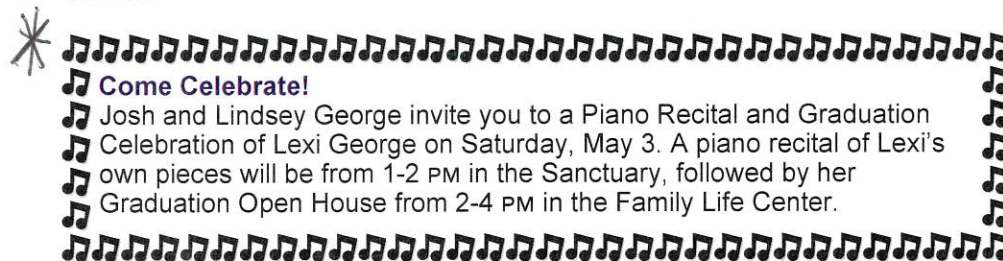 Come Celebrate!
Josh and Lindsey George invite you to a Piano Recital and Graduation
Celebration of Lexi George on Saturday, May 3. A piano recital of Lexi's
own pieces will be from 1-2 PM in the Sanctuary, followed by her
Graduation Open House from 2-4 PM in the Family Life Center.